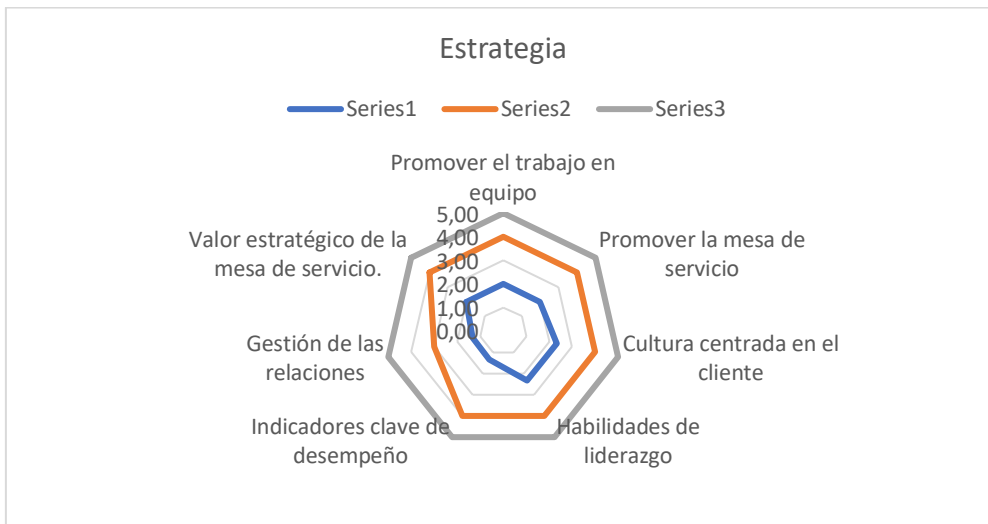 Estrategia
Series1 Series2 Series3
Promover el trabajo en
equipo
5,00
4,00
3,00
2,00
1,00
0,00
Promover la mesa de
servicio
Cultura centrada en el
cliente
Habilidades de
liderazgo
Indicadores clave de
desempeño
Gestión de las
relaciones
Valor estratégico de la
mesa de servicio.